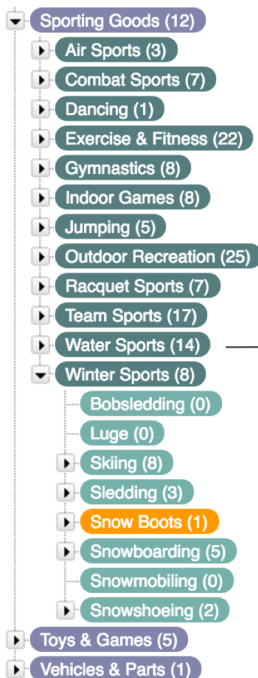 Sporting Goods (12)
Air Sports (3)
Combat Sports (7)
Dancing (1)
Exercise & Fitness (22)
Gymnastics (8)
Indoor Games (8)
Jumping (5)
Outdoor Recreation (25)
Racquet Sports (7)
Team Sports (17)
Water Sports (14)
Winter Sports (8)
Bobsledding (0)
Luge (0)
Skiing (8)
Sledding (3)
Snow Boots (1)
Snowboarding (5)
Snowmobiling (0)
Snowshoeing (2)
Toys & Games (5)
Vehicles & Parts (1)